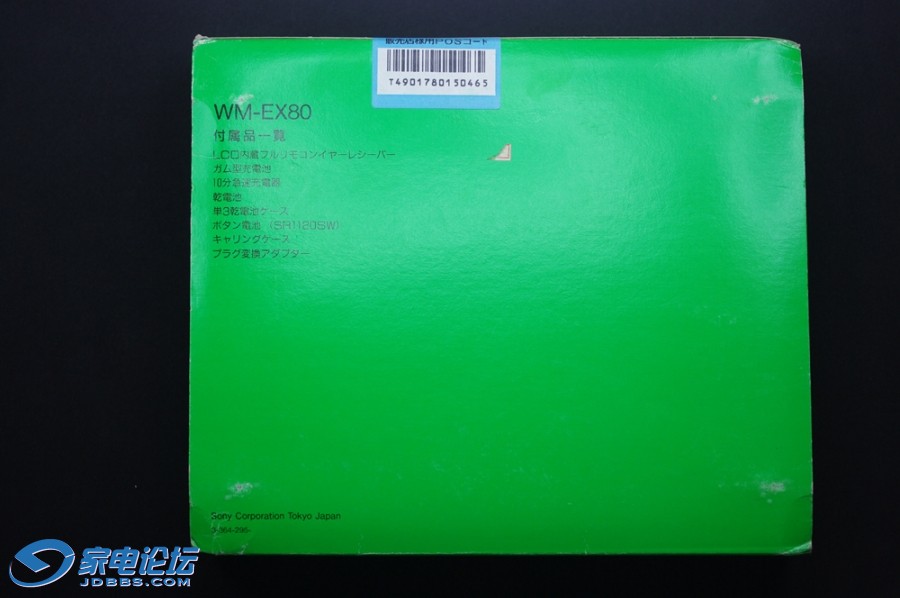 販売店様用POSコード
T4901780150465
WM-EX80
付属品一覧
LCD内蔵フルリモコンイヤーレシーバー
ガム型充電池
10分急速充電器
乾電池
単3乾電池ケース
ボタン電池 (SR1120SW)
キャリングケース
プラグ変換アダプター
Sony Corporation Tokyo Japan
家电论坛
JDBBS.COM